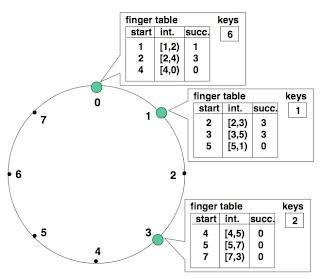 finger table keys
start int. succ. 6
1 [1,2) 1
2 [2,4) 3
4 [4,0) 0
0
finger table keys
start int. succ. 1
2 [2,3) 3
3 [3,5) 3
5 [5,1) 0
1
7
6
2
finger table keys
start int. succ. 2
4 [4,5) 0
5 [5,7) 0
7 [7,3) 0
5
3
4